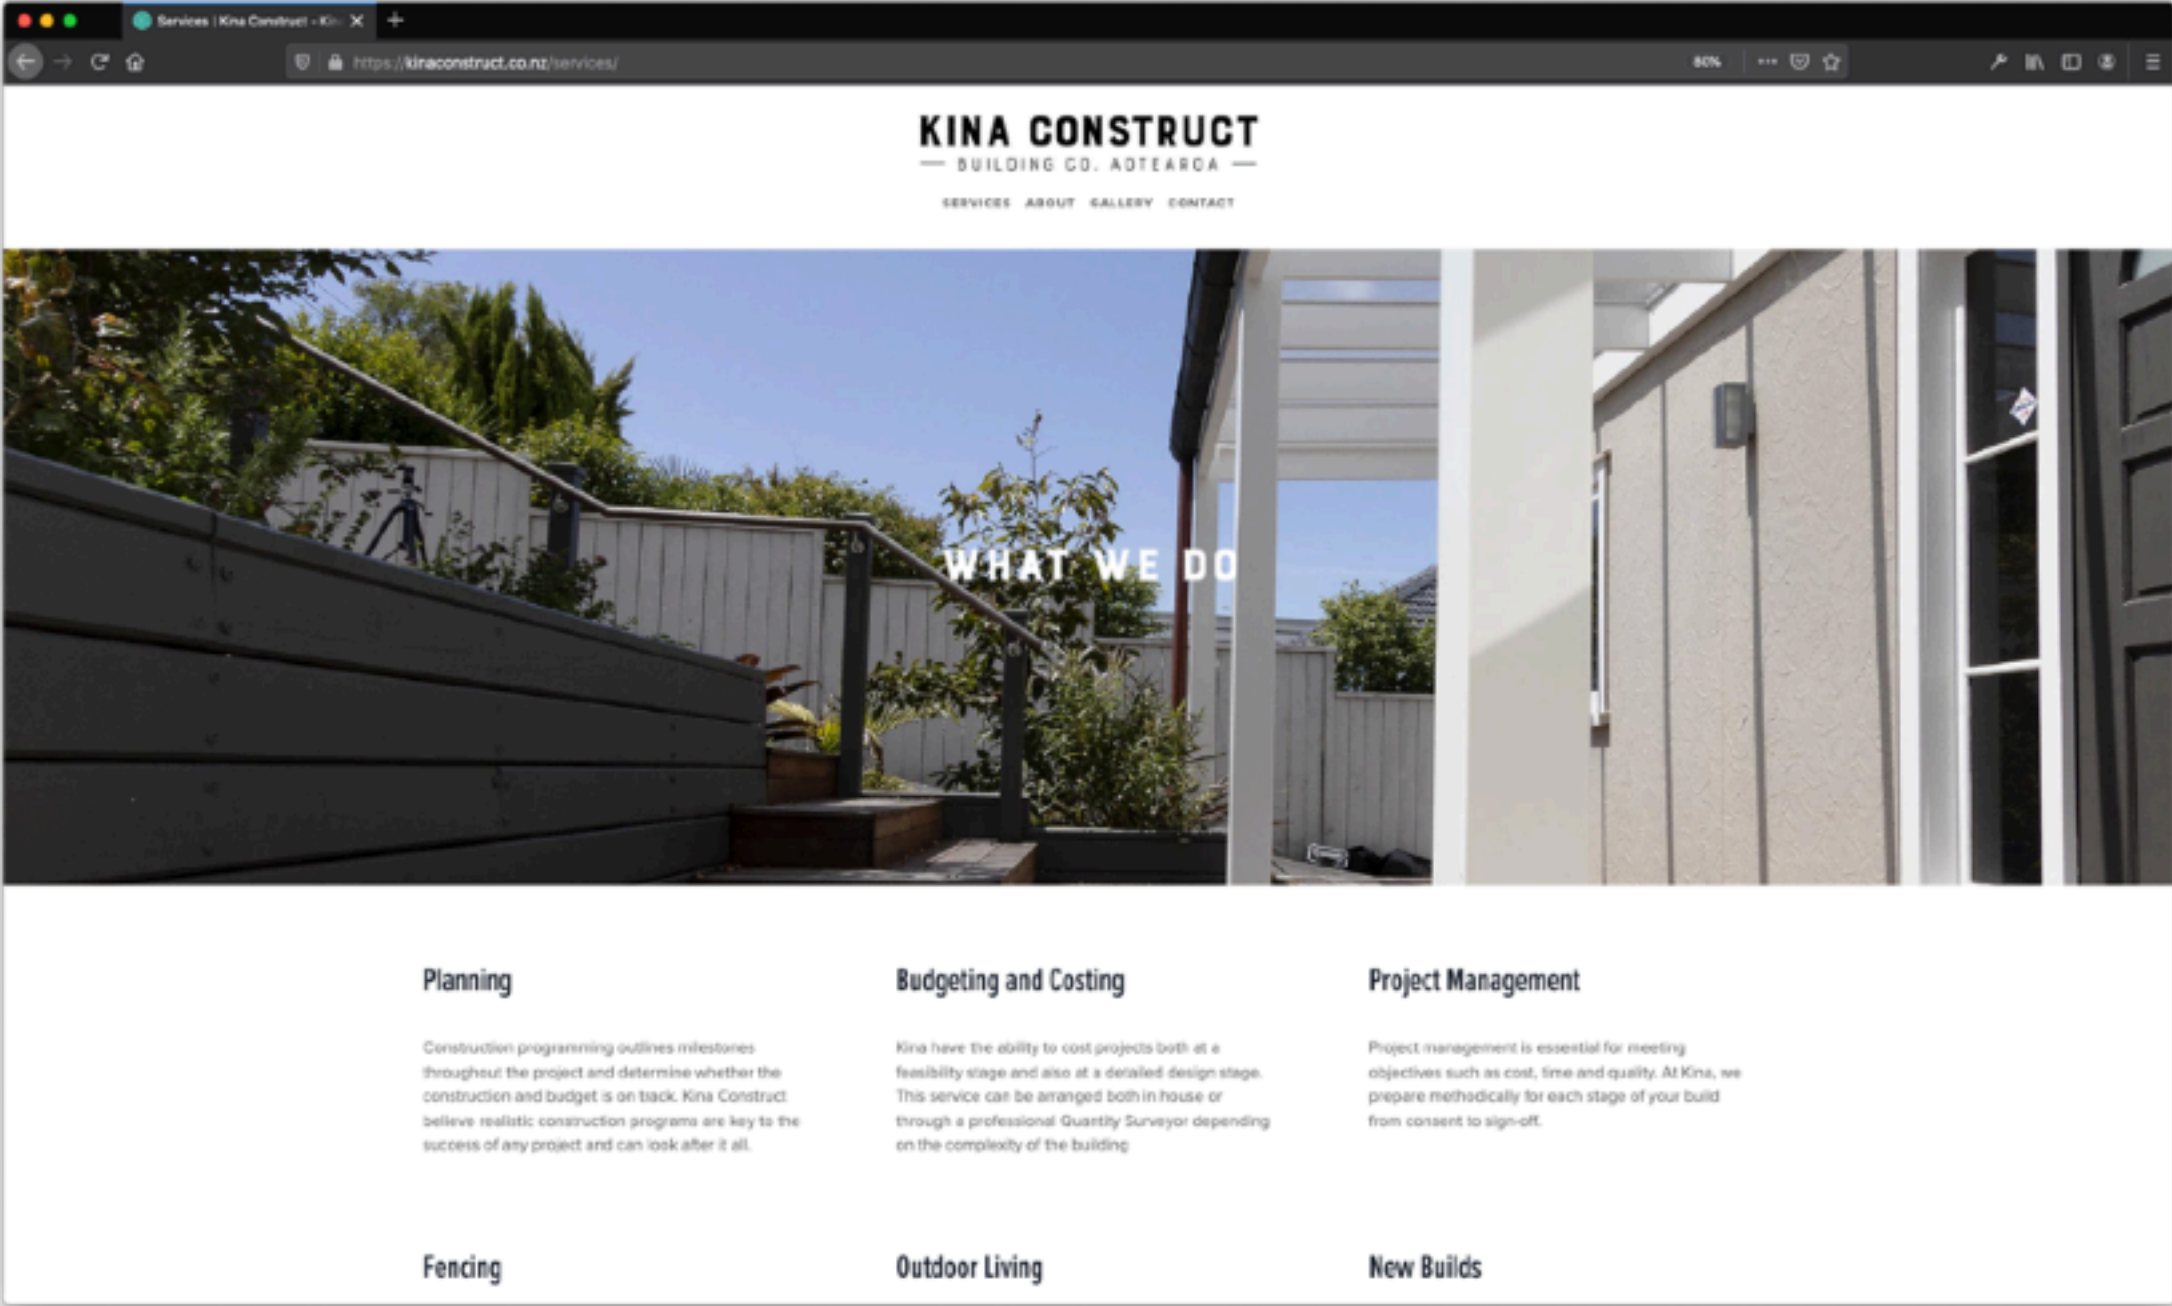 Services | Kina Construct - Kin
https://kinaconstruct.co.nz/services/
80%
KINA CONSTRUCT
BUILDING CO. AOTEAROA
SERVICES ABOUT GALLERY CONTACT
WHAT WE DO
Planning
Construction programming outlines milestones
throughout the project and determine whether the
construction and budget is on track. Kina Construct
believe realistic construction programs are key to the
success of any project and can look after it all.
Budgeting and Costing
Kina have the ability to cost projects both at a
feasibility stage and also at a detailed design stage.
This service can be arranged both in house or
through a professional Quantity Surveyor depending
on the complexity of the building
Project Management
Project management is essential for meeting
objectives such as cost, time and quality. At Kina, we
prepare methodically for each stage of your build
from consent to sign-off.
Fencing
Outdoor Living
New Builds